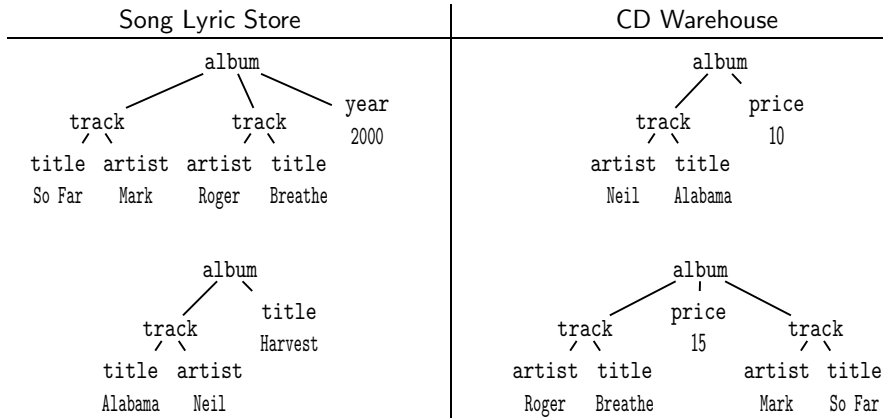 Song Lyric Store CD Warehouse
album album
year price
track track track
2000 10
title artist artist title artist title
So Far Mark Roger Breathe Neil Alabama
album album
title price
track track track
Harvest 15
title artist artist title artist title
Alabama Neil Roger Breathe Mark So Far